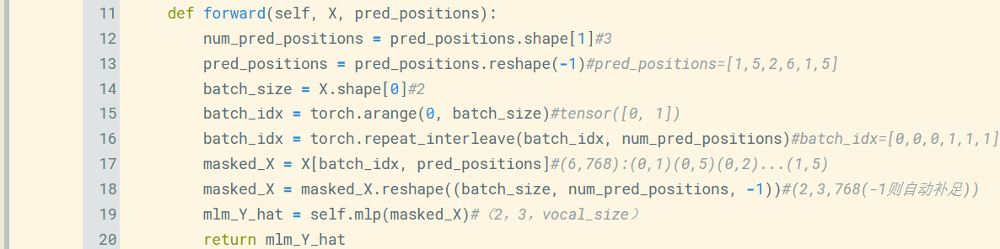 11 def forward(self, X, pred_positions):
12 num_pred_positions = pred_positions.shape[1]#3
13 pred_positions = pred_positions.reshape(-1)#pred_positions=[1,5,2,6,1,5]
14 batch_size = X.shape[0]#2
15 batch_idx = torch.arange(0, batch_size)#tensor([0, 1])
16 batch_idx = torch.repeat_interleave(batch_idx, num_pred_positions)#batch_idx=[0,0,0,1,1,1]
17 masked_X = X[batch_idx, pred_positions]#(6,768):(0,1)(0,5)(0,2)...(1,5)
18 masked_X = masked_X.reshape((batch_size, num_pred_positions, -1))#(2,3,768(-1则自动补足))
19 mlm_Y_hat = self.mlp(masked_X)#（2，3，vocal_size）
20 return mlm_Y_hat